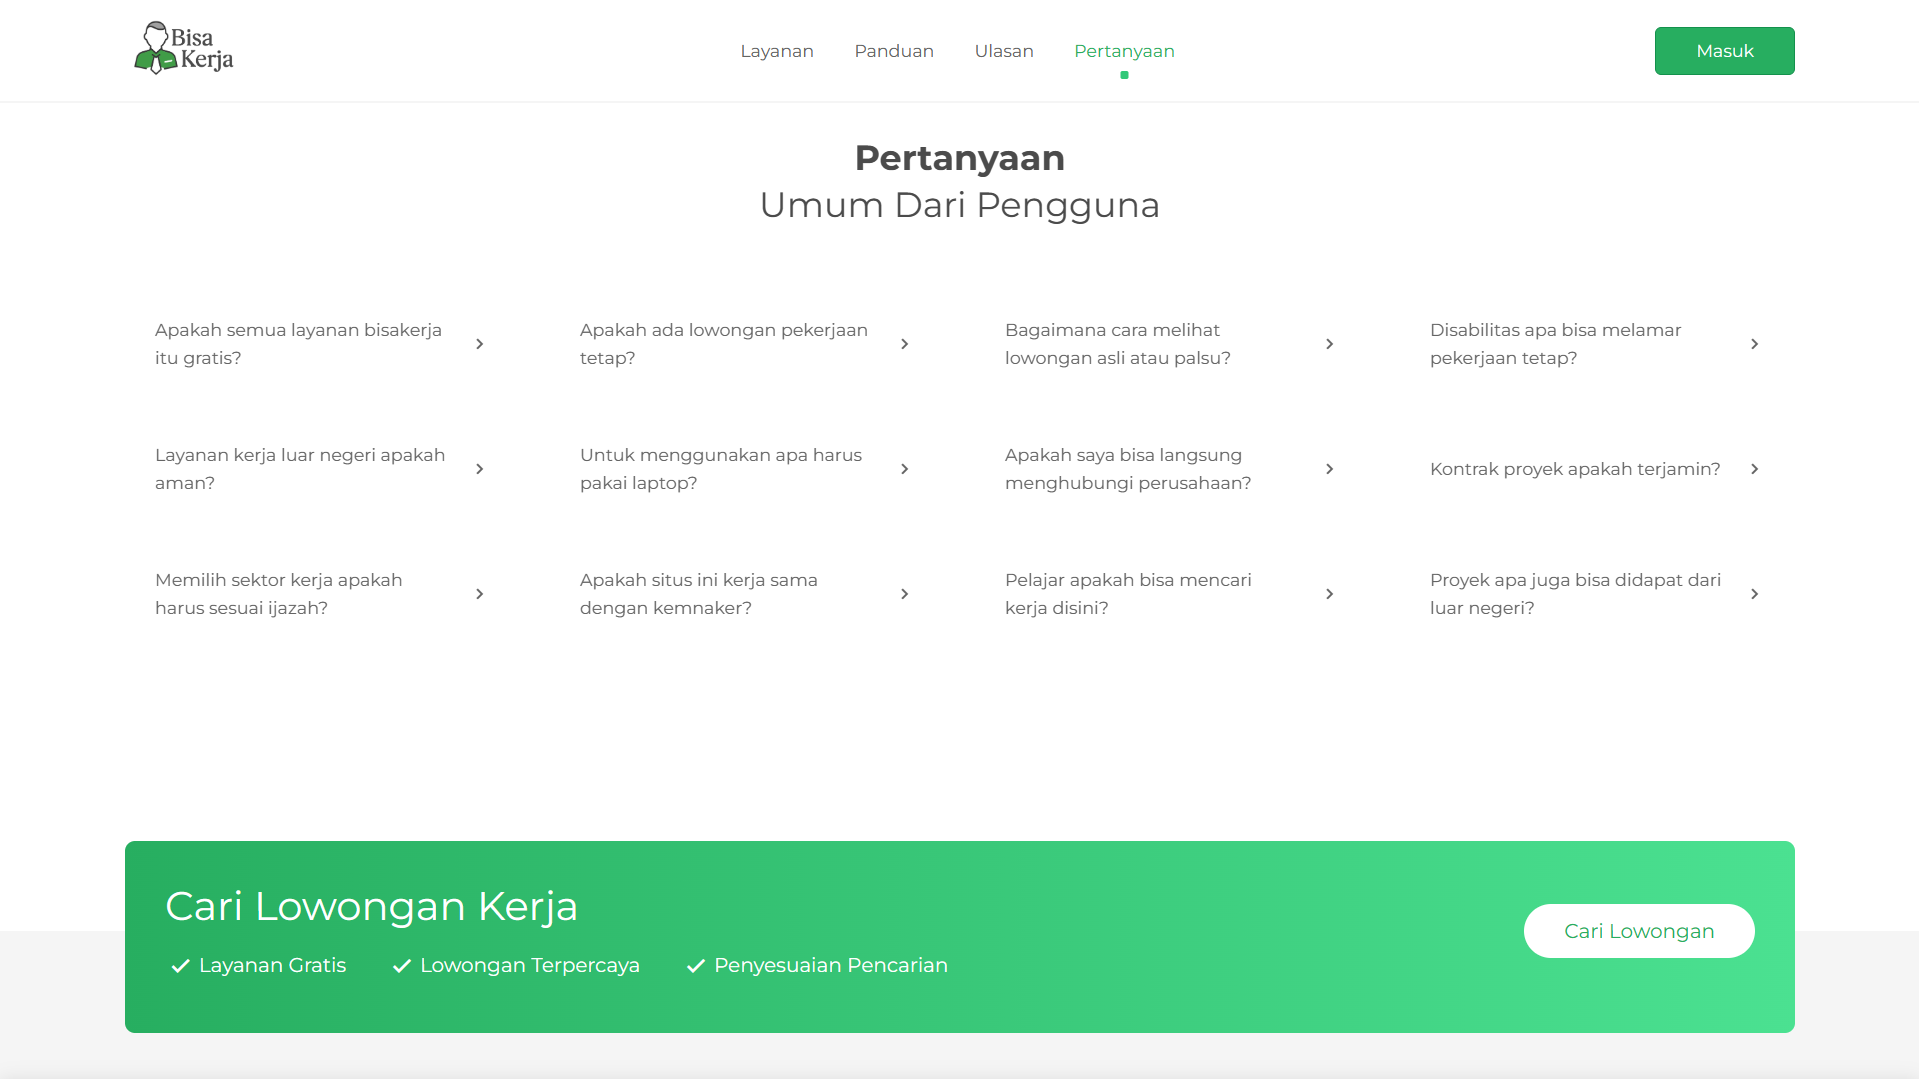 Bisa
Kerja
Layanan
Panduan
Ulasan
Pertanyaan
Masuk
Pertanyaan
Umum Dari Pengguna
Apakah semua layanan bisakerja
itu gratis?
Apakah ada lowongan pekerjaan
tetap?
Bagaimana cara melihat
lowongan asli atau palsu?
Disabilitas apa bisa melamar
pekerjaan tetap?
Layanan kerja luar negeri apakah
aman?
Untuk menggunakan apa harus
pakai laptop?
Apakah saya bisa langsung
menghubungi perusahaan?
Kontrak proyek apakah terjamin?
Memilih sektor kerja apakah
harus sesuai ijazah?
Apakah situs ini kerja sama
dengan kemnaker?
Pelajar apakah bisa mencari
kerja disini?
Proyek apa juga bisa didapat dari
luar negeri?
Cari Lowongan Kerja
Layanan Gratis
Lowongan Terpercaya
Penyesuaian Pencarian
Cari Lowongan